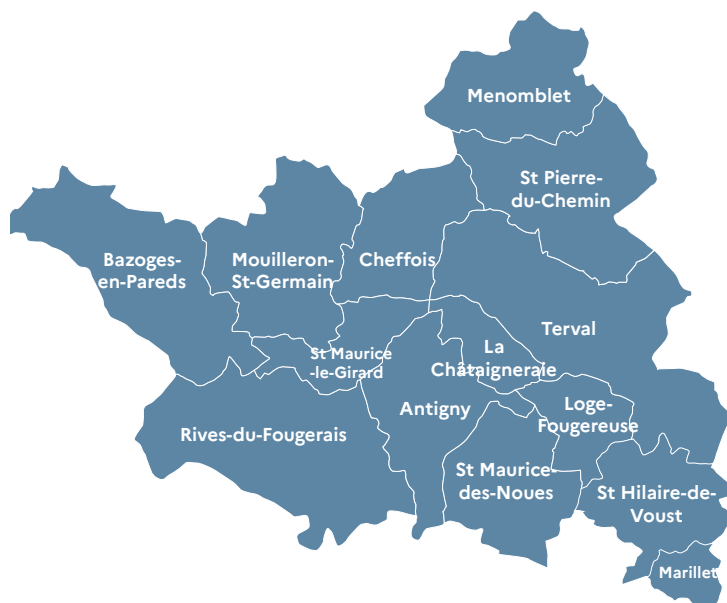 Menomblet
St Pierre-
du-Chemin
Bazoges-
en-Pareds
Mouilleron-
St-Germain
Cheffois
Terval
St Maurice
-le-Girard
La
Châtaigneraie
Antigny
Loge-
Fougereuse
Rives-du-Fougerais
St Maurice-
des-Noues
St Hilaire-de-
Voust
Marillet